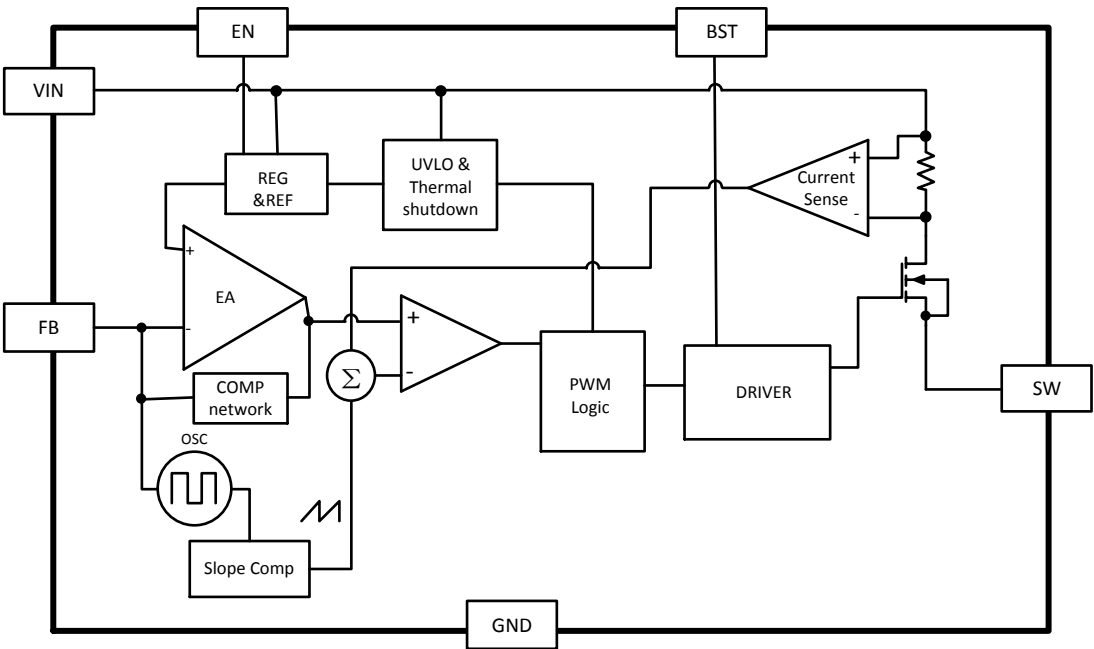 EN
BST
VIN
REG
&REF
UVLO &
Thermal
shutdown
+
Current
Sense
-
+
EA
-
FB
+
-
Σ
COMP
network
PWM
Logic
DRIVER
SW
OSC
Slope Comp
GND